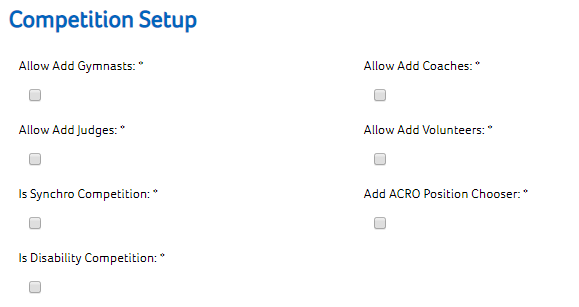 Competition Setup
Allow Add Gymnasts: *
Allow Add Coaches: *
Allow Add Judges: *
Allow Add Volunteers: *
Is Synchro Competition: *
Add ACRO Position Chooser: *
Is Disability Competition: *